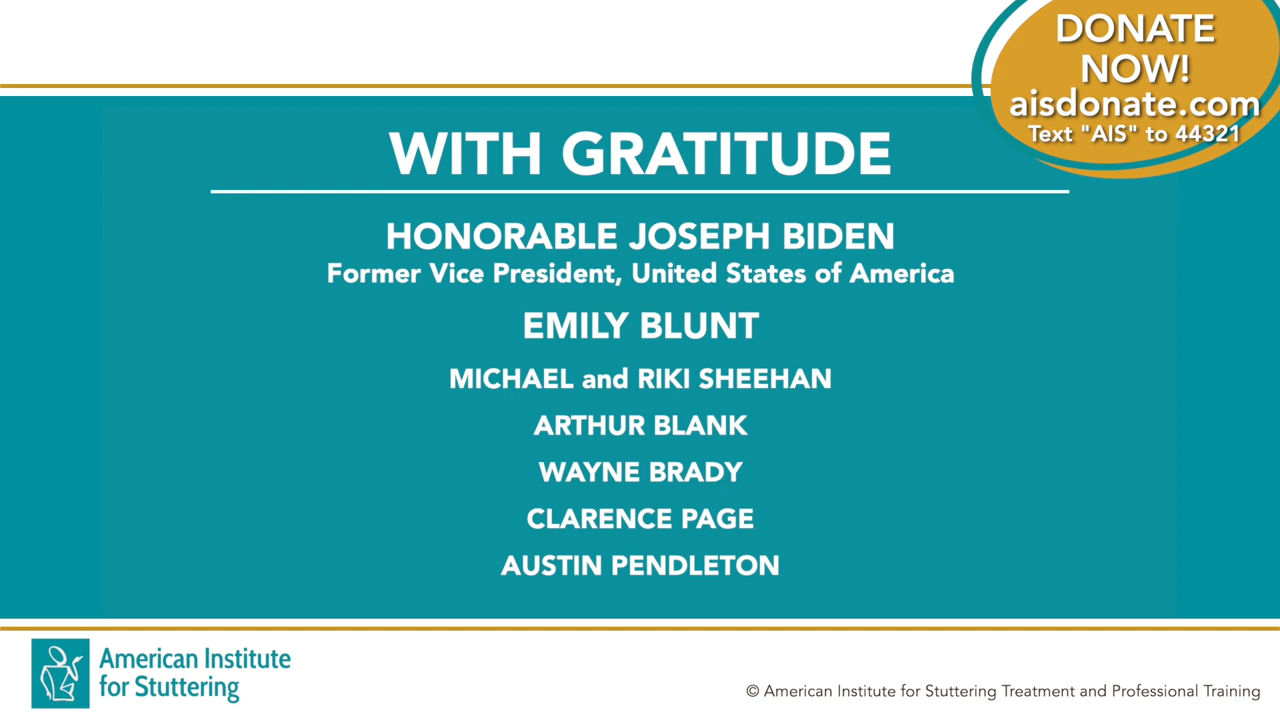 DONATE
NOW!
aisdonate.com
Text "AIS" to 44321
WITH GRATITUDE
HONORABLE JOSEPH BIDEN
Former Vice President, United States of America
EMILY BLUNT
MICHAEL and RIKI SHEEHAN
ARTHUR BLANK
WAYNE BRADY
CLARENCE PAGE
AUSTIN PENDLETON
American Institute
for Stuttering
© American Institute for Stuttering Treatment and Professional Training